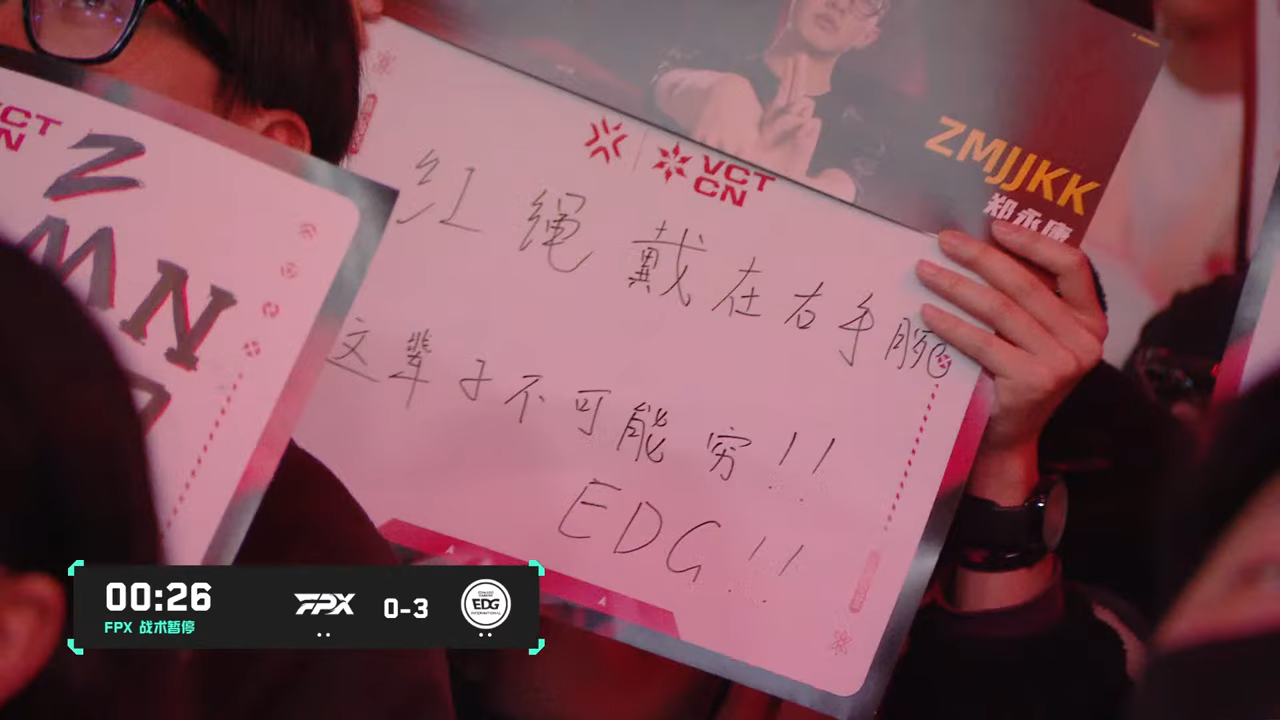 ZMJJKK
郑永康
VCT
CN
红绳戴在右手腕
这辈子不可能穷!!
EDG!!
VCT
CN
Z
MN
00:26
FPX 战术暂停
FPX 0-3 EDG